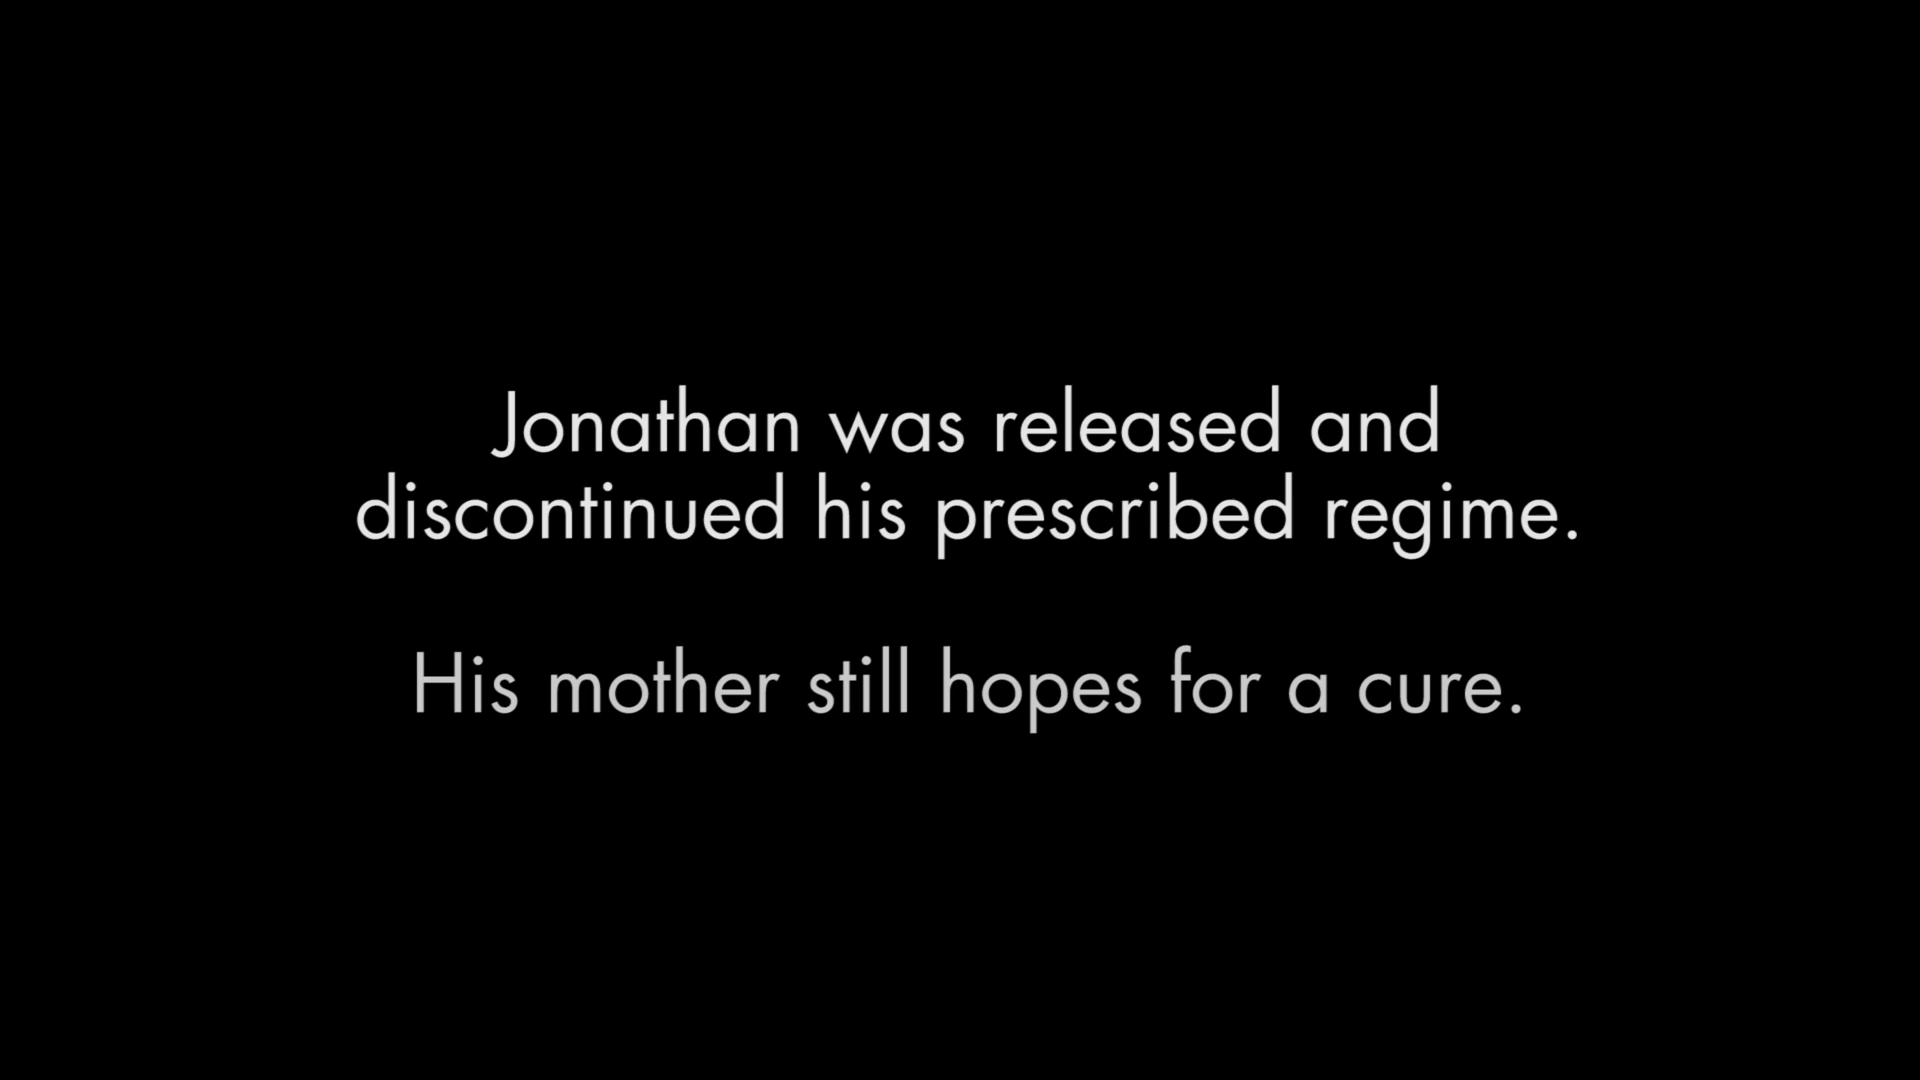 Jonathan was released and
discontinued his prescribed regime.
His mother still hopes for a cure.